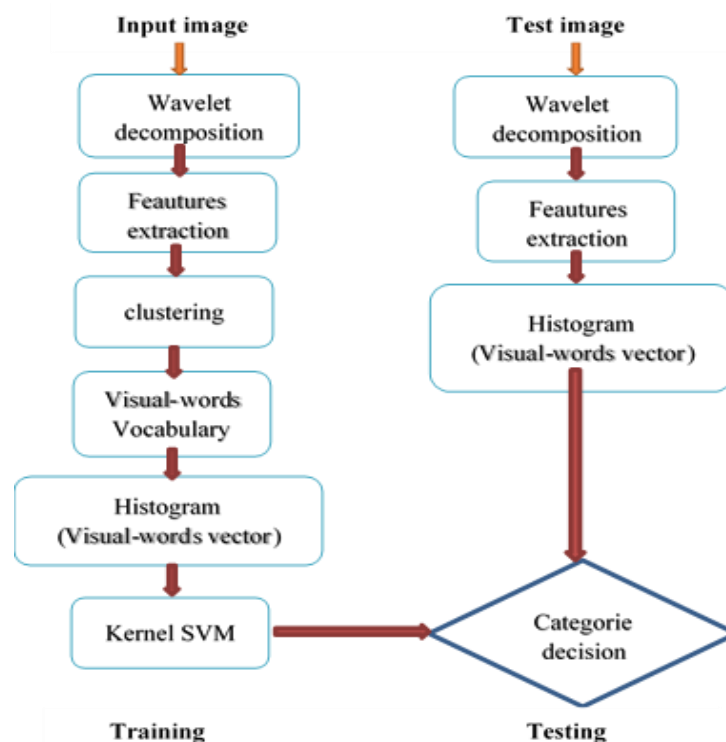 Input image
Wavelet
decomposition
Feautures
extraction
clustering
Visual-words
Vocabulary
Histogram
(Visual-words vector)
Kernel SVM
Training
Test image
Wavelet
decomposition
Feautures
extraction
Histogram
(Visual-words vector)
Categorie
decision
Testing